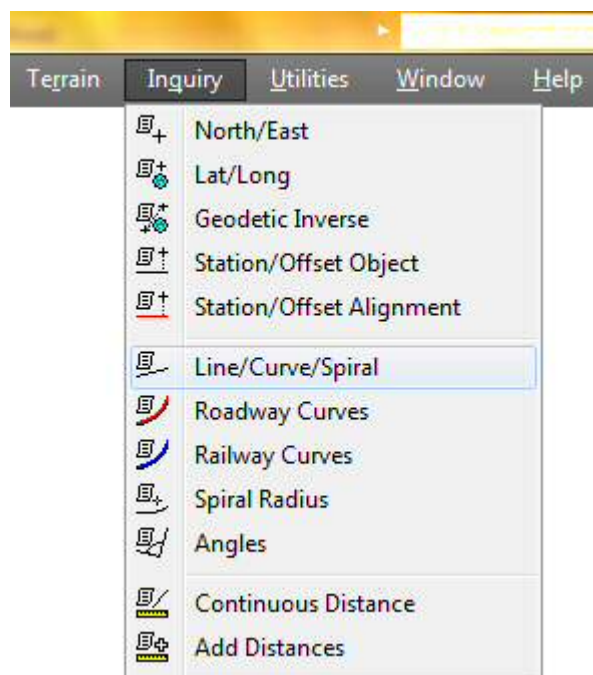 Terrain Inquiry Utilities Window Help
North/East
Lat/Long
Geodetic Inverse
Station/Offset Object
Station/Offset Alignment
Line/Curve/Spiral
Roadway Curves
Railway Curves
Spiral Radius
Angles
Continuous Distance
Add Distances